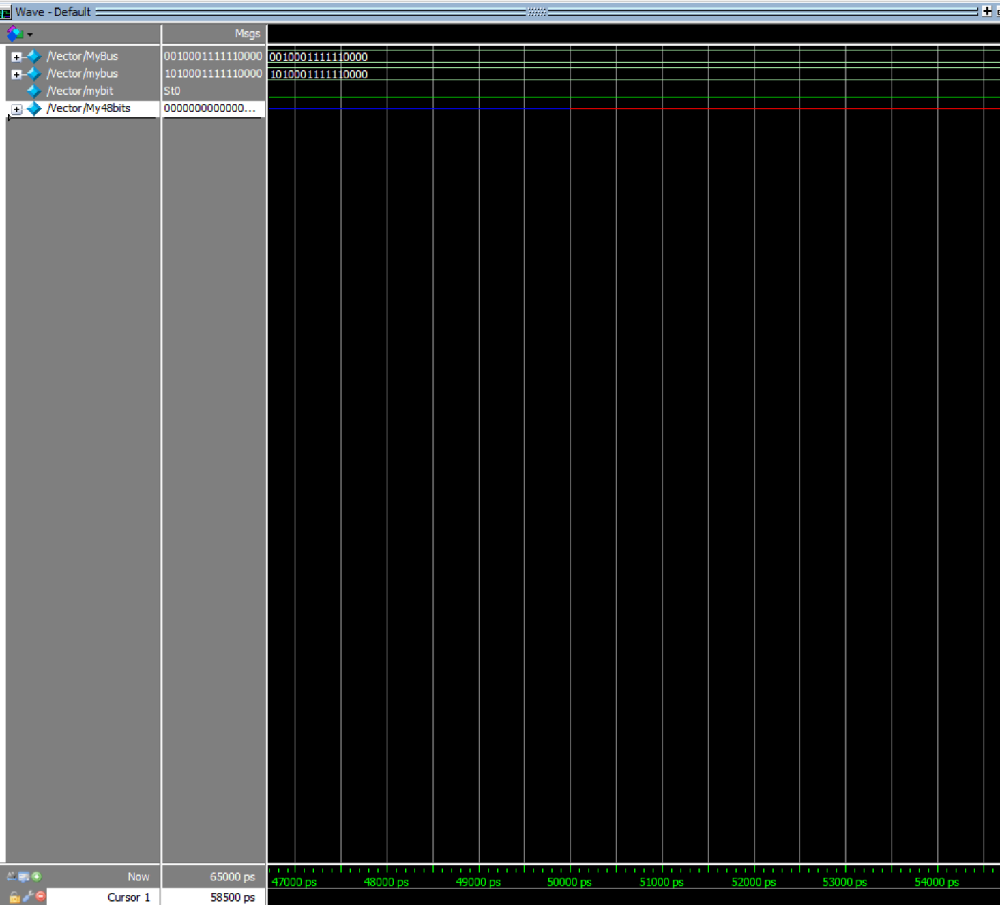 Wave - Default
Msgs
/Vector/MyBus 0010001111110000 0010001111110000
/Vector/mybus 1010001111110000 1010001111110000
/Vector/mybit St0
/Vector/My48bits 0000000000000...
Now 65000 ps 47000 ps 48000 ps 49000 ps 50000 ps 51000 ps 52000 ps 53000 ps 54000 ps
Cursor 1 58500 ps